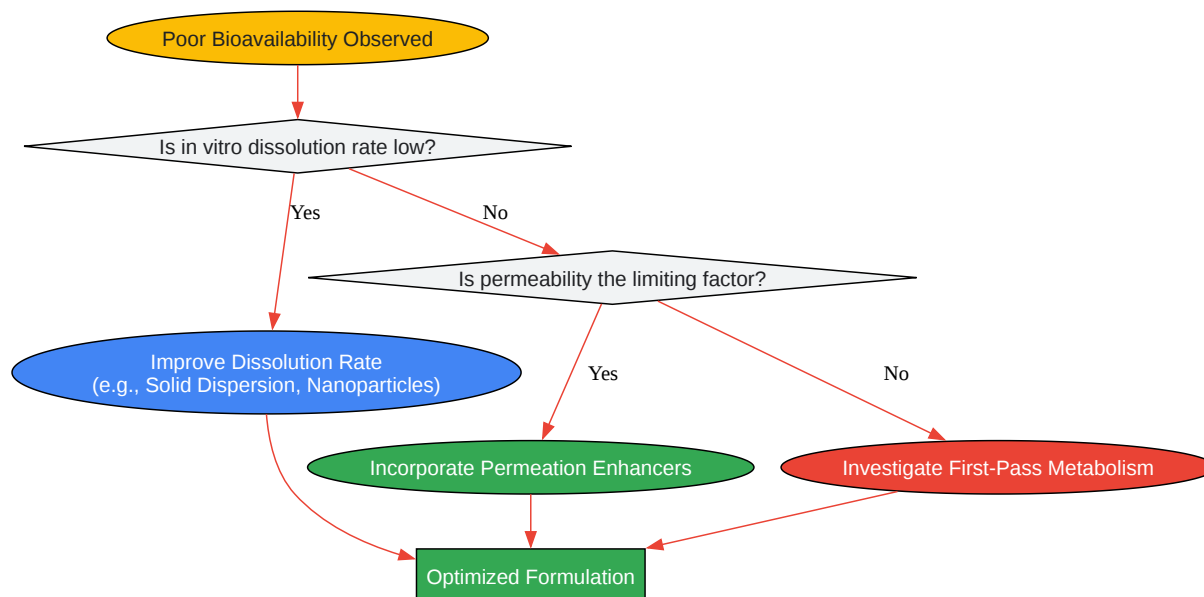 Poor Bioavailability Observed
Is in vitro dissolution rate low?
Yes
No
Is permeability the limiting factor?
Improve Dissolution Rate
(e.g., Solid Dispersion, Nanoparticles)
Yes
No
Incorporate Permeation Enhancers
Investigate First-Pass Metabolism
Optimized Formulation